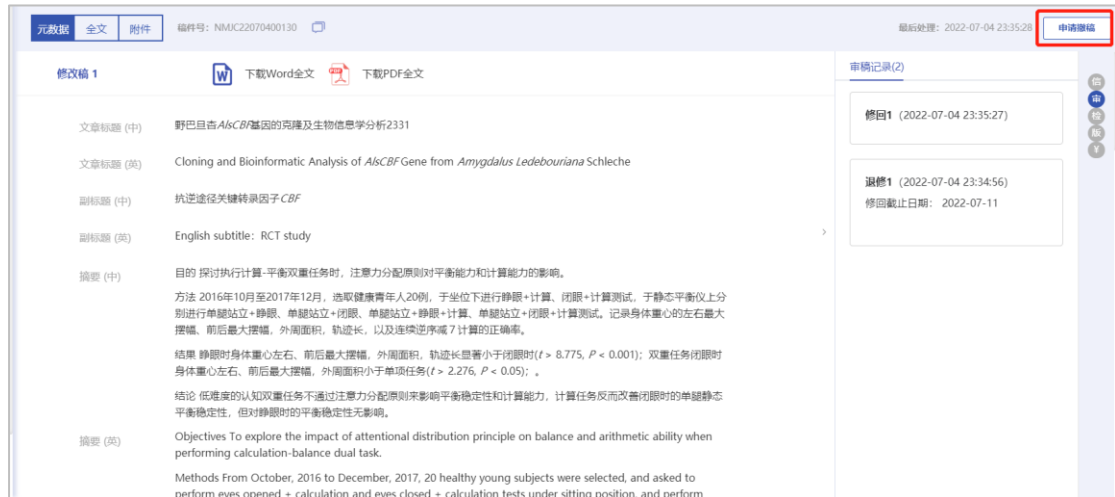 元数据 全文 附件 稿件号：NMJC22070400130 最后处理：2022-07-04 23:35:28 申请撤稿
修改稿 1 下载Word全文 下载PDF全文
文章标题 (中) 野巴旦杏AlsCBF基因的克隆及生物信息学分析2331
文章标题 (英) Cloning and Bioinformatic Analysis of AlsCBF Gene from Amygdalus Ledebouriana Schleche
副标题 (中) 抗逆途径关键转录因子CBF
副标题 (英) English subtitle：RCT study
摘要 (中) 目的 探讨执行计算-平衡双重任务时，注意力分配原则对平衡能力和计算能力的影响。
方法 2016年10月至2017年12月，选取健康青年人20例，于坐位下进行睁眼+计算、闭眼+计算测试，于静态平衡仪上分
别进行单腿站立+睁眼、单腿站立+闭眼、单腿站立+睁眼+计算、单腿站立+闭眼+计算测试。记录身体重心的左右最大
摆幅、前后最大摆幅，外周面积，轨迹长，以及连续逆序减７计算的正确率。
结果 睁眼时身体重心左右、前后最大摆幅，外周面积，轨迹长显著小于闭眼时(t > 8.775, P < 0.001)；双重任务闭眼时
身体重心左右、前后最大摆幅，外周面积小于单项任务(t > 2.276, P < 0.05)；。
结论 低难度的认知双重任务不通过注意力分配原则来影响平衡稳定性和计算能力，计算任务反而改善闭眼时的单腿静态
平衡稳定性，但对睁眼时的平衡稳定性无影响。
摘要 (英) Objectives To explore the impact of attentional distribution principle on balance and arithmetic ability when
performing calculation-balance dual task.
Methods From October, 2016 to December, 2017, 20 healthy young subjects were selected, and asked to
perform eyes opened + calculation and eyes closed + calculation tests under sitting position, and perform
审稿记录(2)
修回1 (2022-07-04 23:35:27)
退修1 (2022-07-04 23:34:56)
修回截止日期： 2022-07-11
信
审
检
版
¥